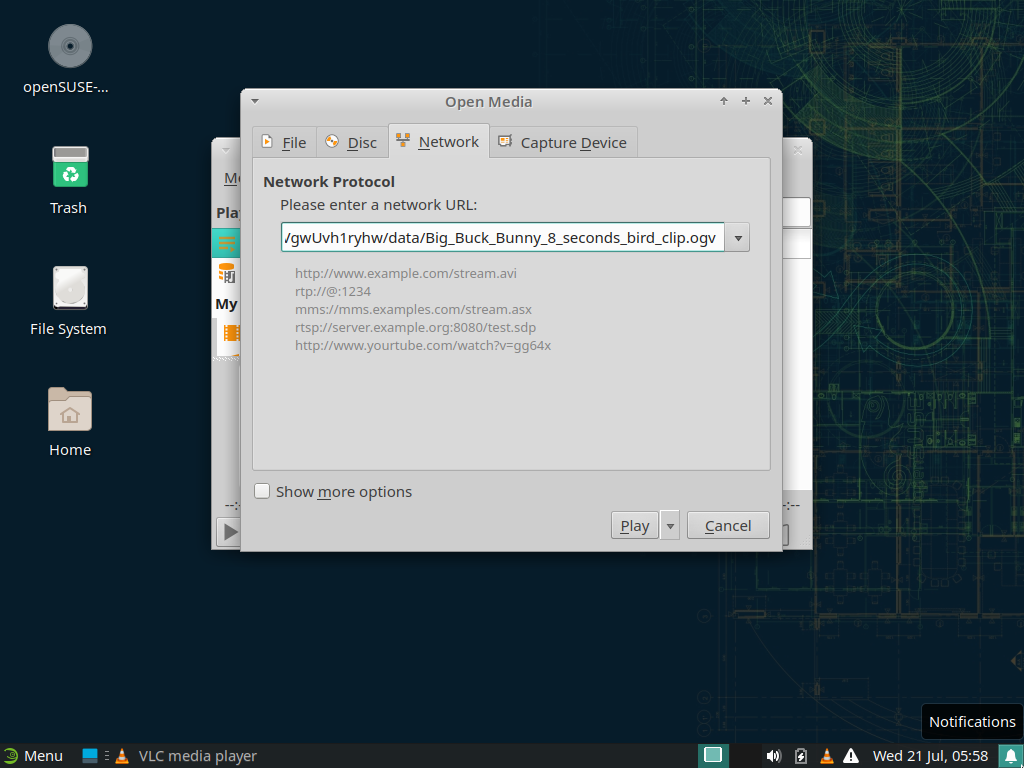 openSUSE-...
Trash
File System
Home
Open Media
File
Disc
Network
Capture Device
Network Protocol
Please enter a network URL:
/gwUvh1ryhw/data/Big_Buck_Bunny_8_seconds_bird_clip.ogv
http://www.example.com/stream.avi
rtp://@:1234
mms://mms.examples.com/stream.asx
rtsp://server.example.org:8080/test.sdp
http://www.yourtube.com/watch?v=gg64x
Show more options
Play
Cancel
My
--:
:--
Notifications
Menu
VLC media player
Wed 21 Jul, 05:58